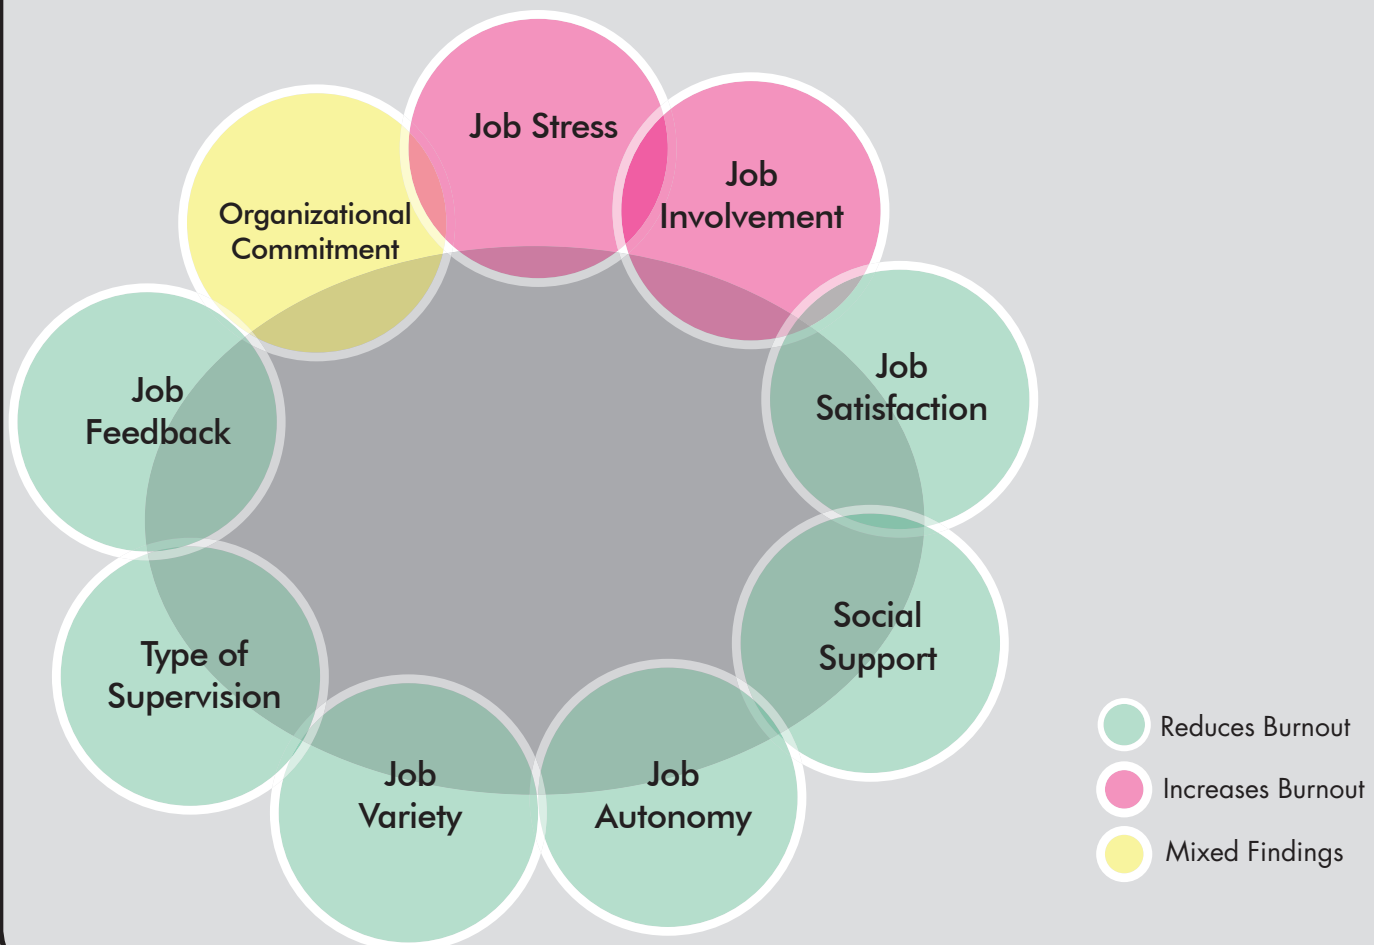 Job Stress
Job
Involvement
Organizational
Commitment
Job
Satisfaction
Job
Feedback
Social
Support
Type of
Supervision
Job
Variety
Job
Autonomy
Reduces Burnout
Increases Burnout
Mixed Findings